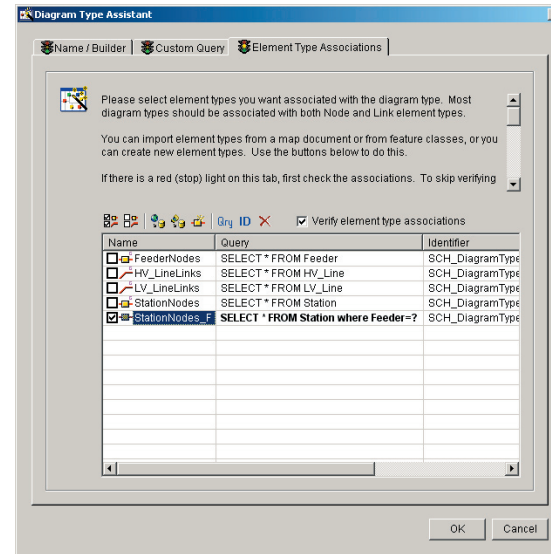 Diagram Type Assistant
Name / Builder Custom Query Element Type Associations
Please select element types you want associated with the diagram type. Most
diagram types should be associated with both Node and Link element types.
You can import element types from a map document or from feature classes, or you
can create new element types. Use the buttons below to do this.
If there is a red (stop) light on this tab, first check the associations. To skip verifying
Qry ID Verify element type associations
Name Query Identifier
FeederNodes SELECT * FROM Feeder SCH_DiagramType
HV_LineLinks SELECT * FROM HV_Line SCH_DiagramType
LV_LineLinks SELECT * FROM LV_Line SCH_DiagramType
StationNodes SELECT * FROM Station SCH_DiagramType
StationNodes_F SELECT * FROM Station where Feeder=? SCH_DiagramType
OK Cancel